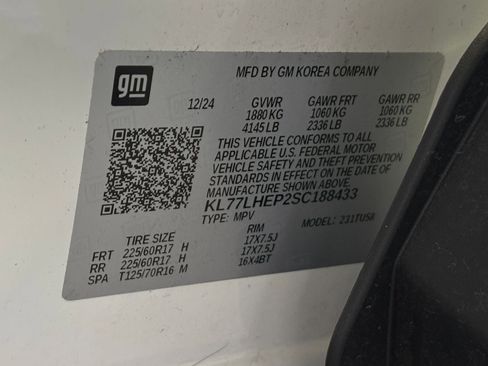 gm
MFD BY GM KOREA COMPANY
12/24 GVWR GAWR FRT GAWR RR
1880 KG 1060 KG 1060 KG
4145 LB 2336 LB 2336 LB
THIS VEHICLE CONFORMS TO ALL
APPLICABLE U.S. FEDERAL MOTOR
VEHICLE SAFETY AND THEFT PREVENTION
STANDARDS IN EFFECT ON THE DATE OF
MANUFACTURE SHOWN ABOVE.
KL77LHEP2SC188433
TYPE: MPV MODEL: 231TU58
TIRE SIZE RIM
FRT 225/60R17 H 17X7.5J
RR 225/60R17 H 17X7.5J
SPA T125/70R16 M 16X4BT